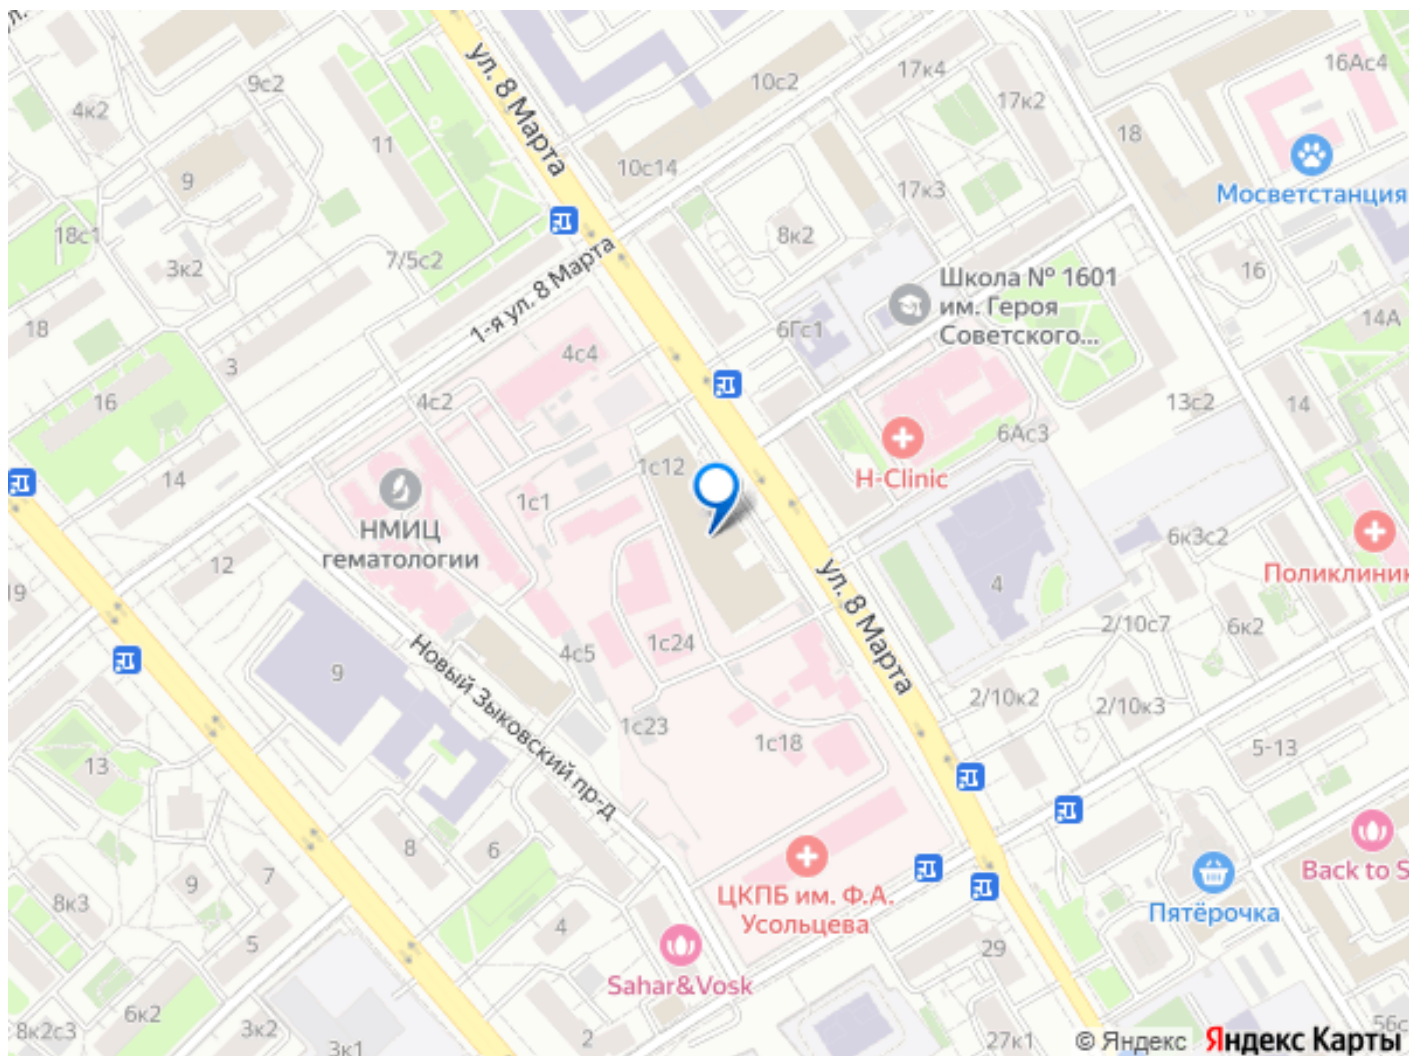 9с2
4к2
11
9
18с1
3к2
7/5с2
18
3
16
14
12
19
ул. 8 Марта
10с2
17к4
17к2
10с14
17к3
8к2
18
16Ас4
Мосветстанция
16
14А
Школа № 1601
им. Героя
Советского...
6Гс1
1-я ул. 8 Марта
4с4
4с2
13с2
14
6Ас3
H-Clinic
1с12
1с1
НМИЦ
гематологии
6к3с2
Поликлиник
4
ул. 8 Марта
2/10с7
6к2
2/10к2
2/10к3
5-13
4с5
1с24
1с23
1с18
9
Новый Зыковский пр-д
13
8
6
7
9
8к3
5
4
ЦКПБ им. Ф.А.
Усольцева
Sahar&Vosk
Back to S
Пятёрочка
29
27к1
56с
8к2с3
6к2
3к2
3к1
2
© Яндекс Яндекс Карты